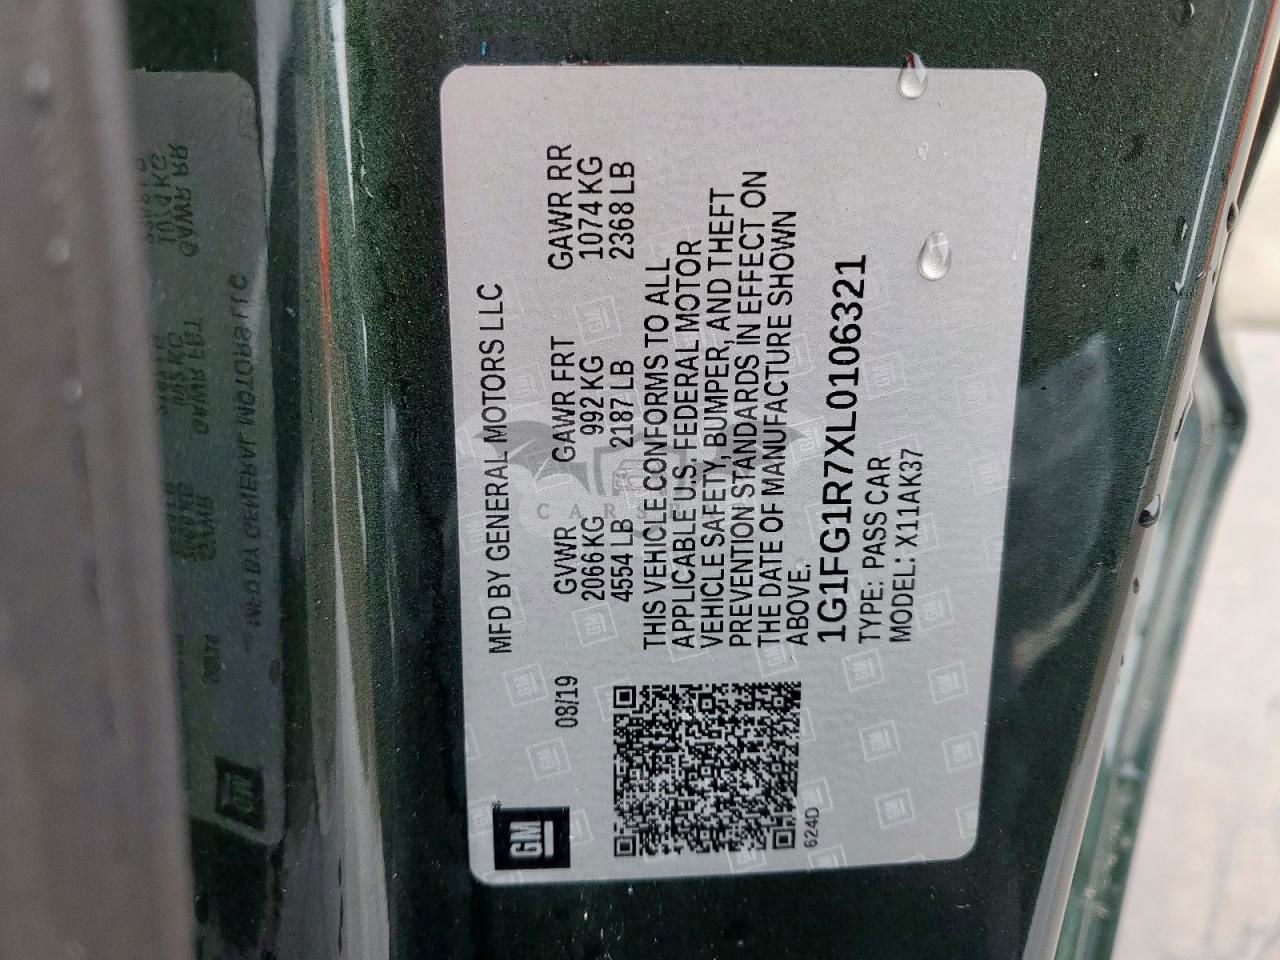 GM
MFD BY GENERAL MOTORS LLC
08/19
GVWR GAWR FRT GAWR RR
2066 KG 992 KG 1074 KG
4554 LB 2187 LB 2368 LB
THIS VEHICLE CONFORMS TO ALL
APPLICABLE U.S. FEDERAL MOTOR
VEHICLE SAFETY, BUMPER, AND THEFT
PREVENTION STANDARDS IN EFFECT ON
THE DATE OF MANUFACTURE SHOWN
ABOVE.
1G1FG1R7XL0106321
TYPE: PASS CAR
MODEL: X11AK37
624D